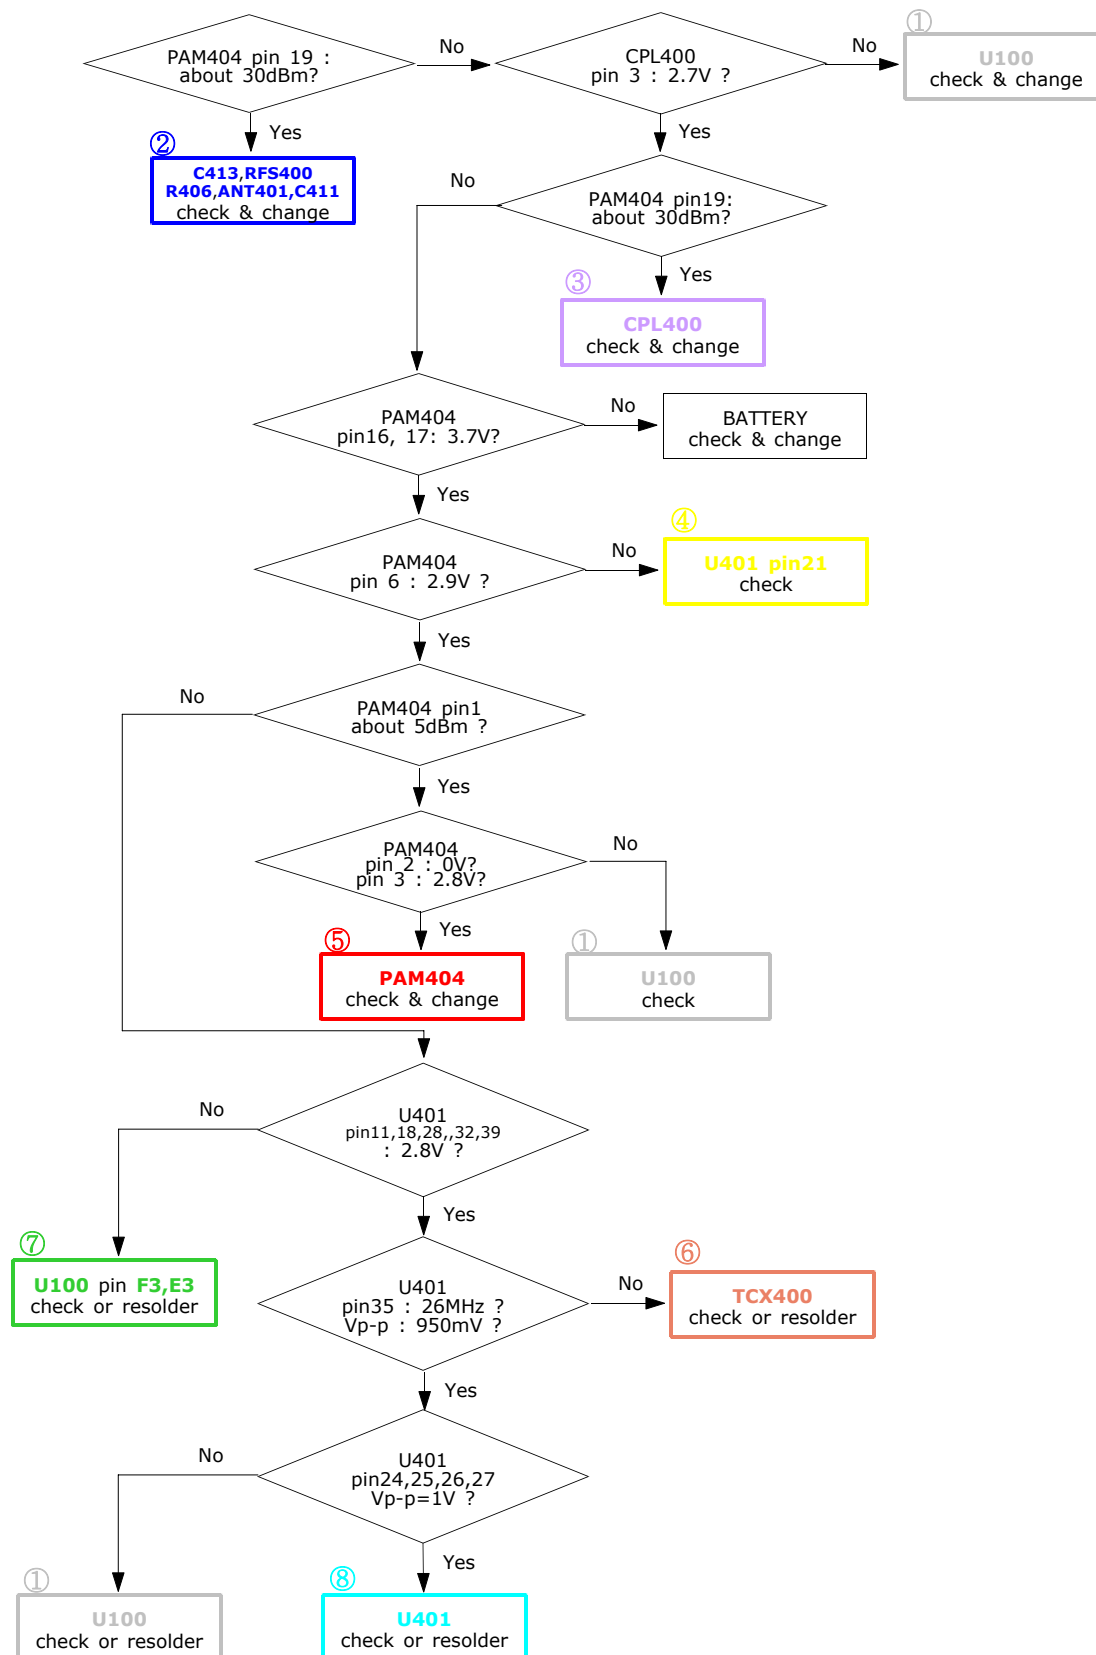 ①
PAM404 pin 19 :
about 30dBm?
No
CPL400
pin 3 : 2.7V ?
No
U100
check & change
Yes
Yes
②
C413,RFS400
R406,ANT401,C411
check & change
No
PAM404 pin19:
about 30dBm?
Yes
③
CPL400
check & change
PAM404
pin16, 17: 3.7V?
No
BATTERY
check & change
Yes
④
PAM404
pin 6 : 2.9V ?
No
U401 pin21
check
Yes
No
PAM404 pin1
about 5dBm ?
Yes
PAM404
pin 2 : 0V?
pin 3 : 2.8V?
No
Yes
⑤
①
PAM404
check & change
U100
check
No
U401
pin11,18,28,,32,39
: 2.8V ?
Yes
⑦
⑥
U100 pin F3,E3
check or resolder
U401
pin35 : 26MHz ?
Vp-p : 950mV ?
No
TCX400
check or resolder
Yes
No
U401
pin24,25,26,27
Vp-p=1V ?
Yes
①
⑧
U100
check or resolder
U401
check or resolder